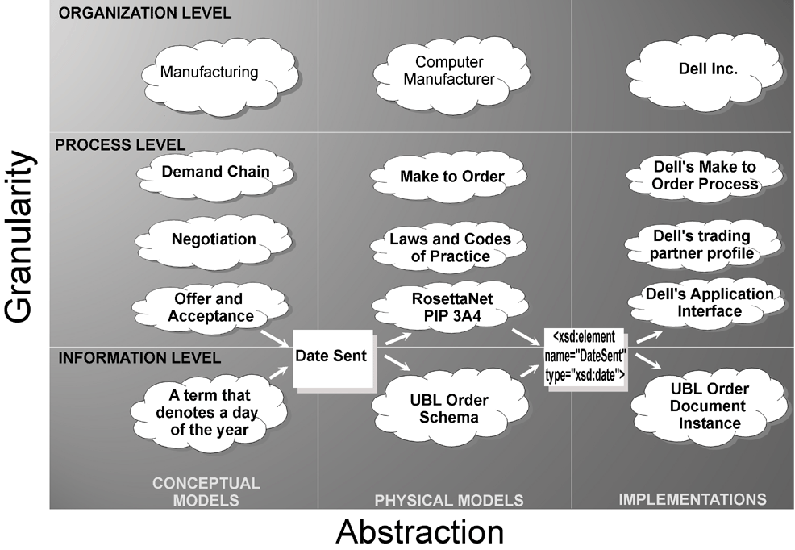 ORGANIZATION LEVEL
Manufacturing
Computer
Manufacturer
Dell Inc.
PROCESS LEVEL
Demand Chain
Make to Order
Dell's Make to
Order Process
Negotiation
Laws and Codes
of Practice
Dell's trading
partner profile
Offer and
Acceptance
RosettaNet
PIP 3A4
Dell's Application
Interface
INFORMATION LEVEL
Date Sent
<xsd:element
name="DateSent"
type="xsd:date">
A term that
denotes a day
of the year
UBL Order
Schema
UBL Order
Document
Instance
CONCEPTUAL
MODELS
PHYSICAL MODELS
IMPLEMENTATIONS
Granularity
Abstraction